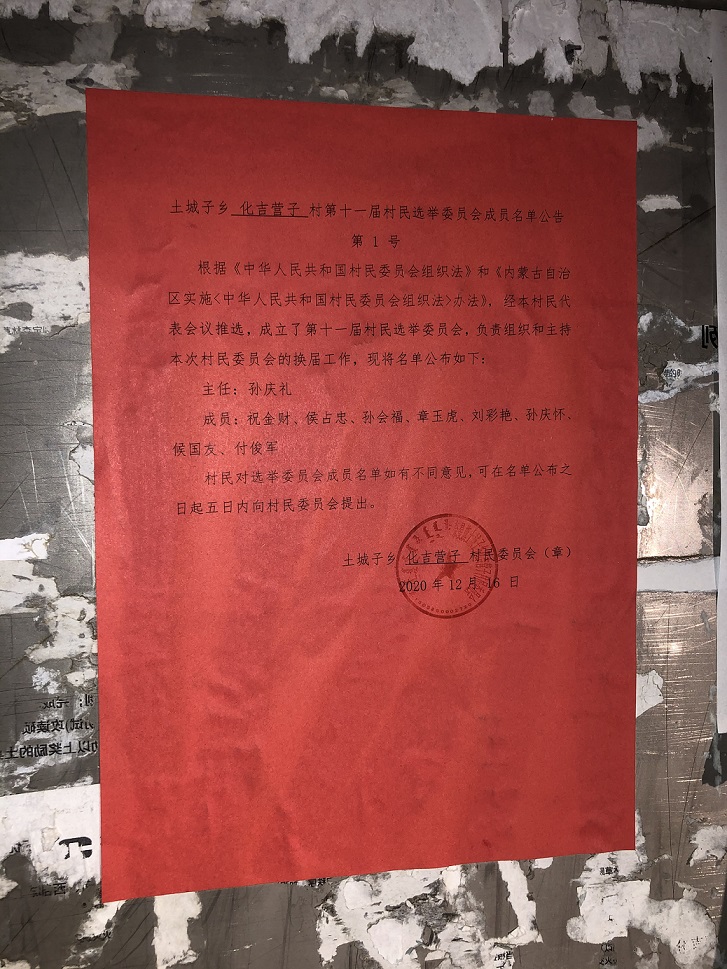 土城子乡 化吉营子 村第十一届村民选举委员会成员名单公告
第 1 号
根据《中华人民共和国村民委员会组织法》和《内蒙古自治
区实施<中华人民共和国村民委员会组织法>办法》，经本村民代
表会议推选，成立了第十一届村民选举委员会，负责组织和主持
本次村民委员会的换届工作，现将名单公布如下：
主任：孙庆礼
成员：祝金财、侯占忠、孙会福、章玉虎、刘彩艳、孙庆怀、
候国友、付俊军
村民对选举委员会成员名单如有不同意见，可在名单公布之
日起五日内向村民委员会提出。
土城子乡 化吉营子 村民委员会（章）
2020 年 12 月 16 日